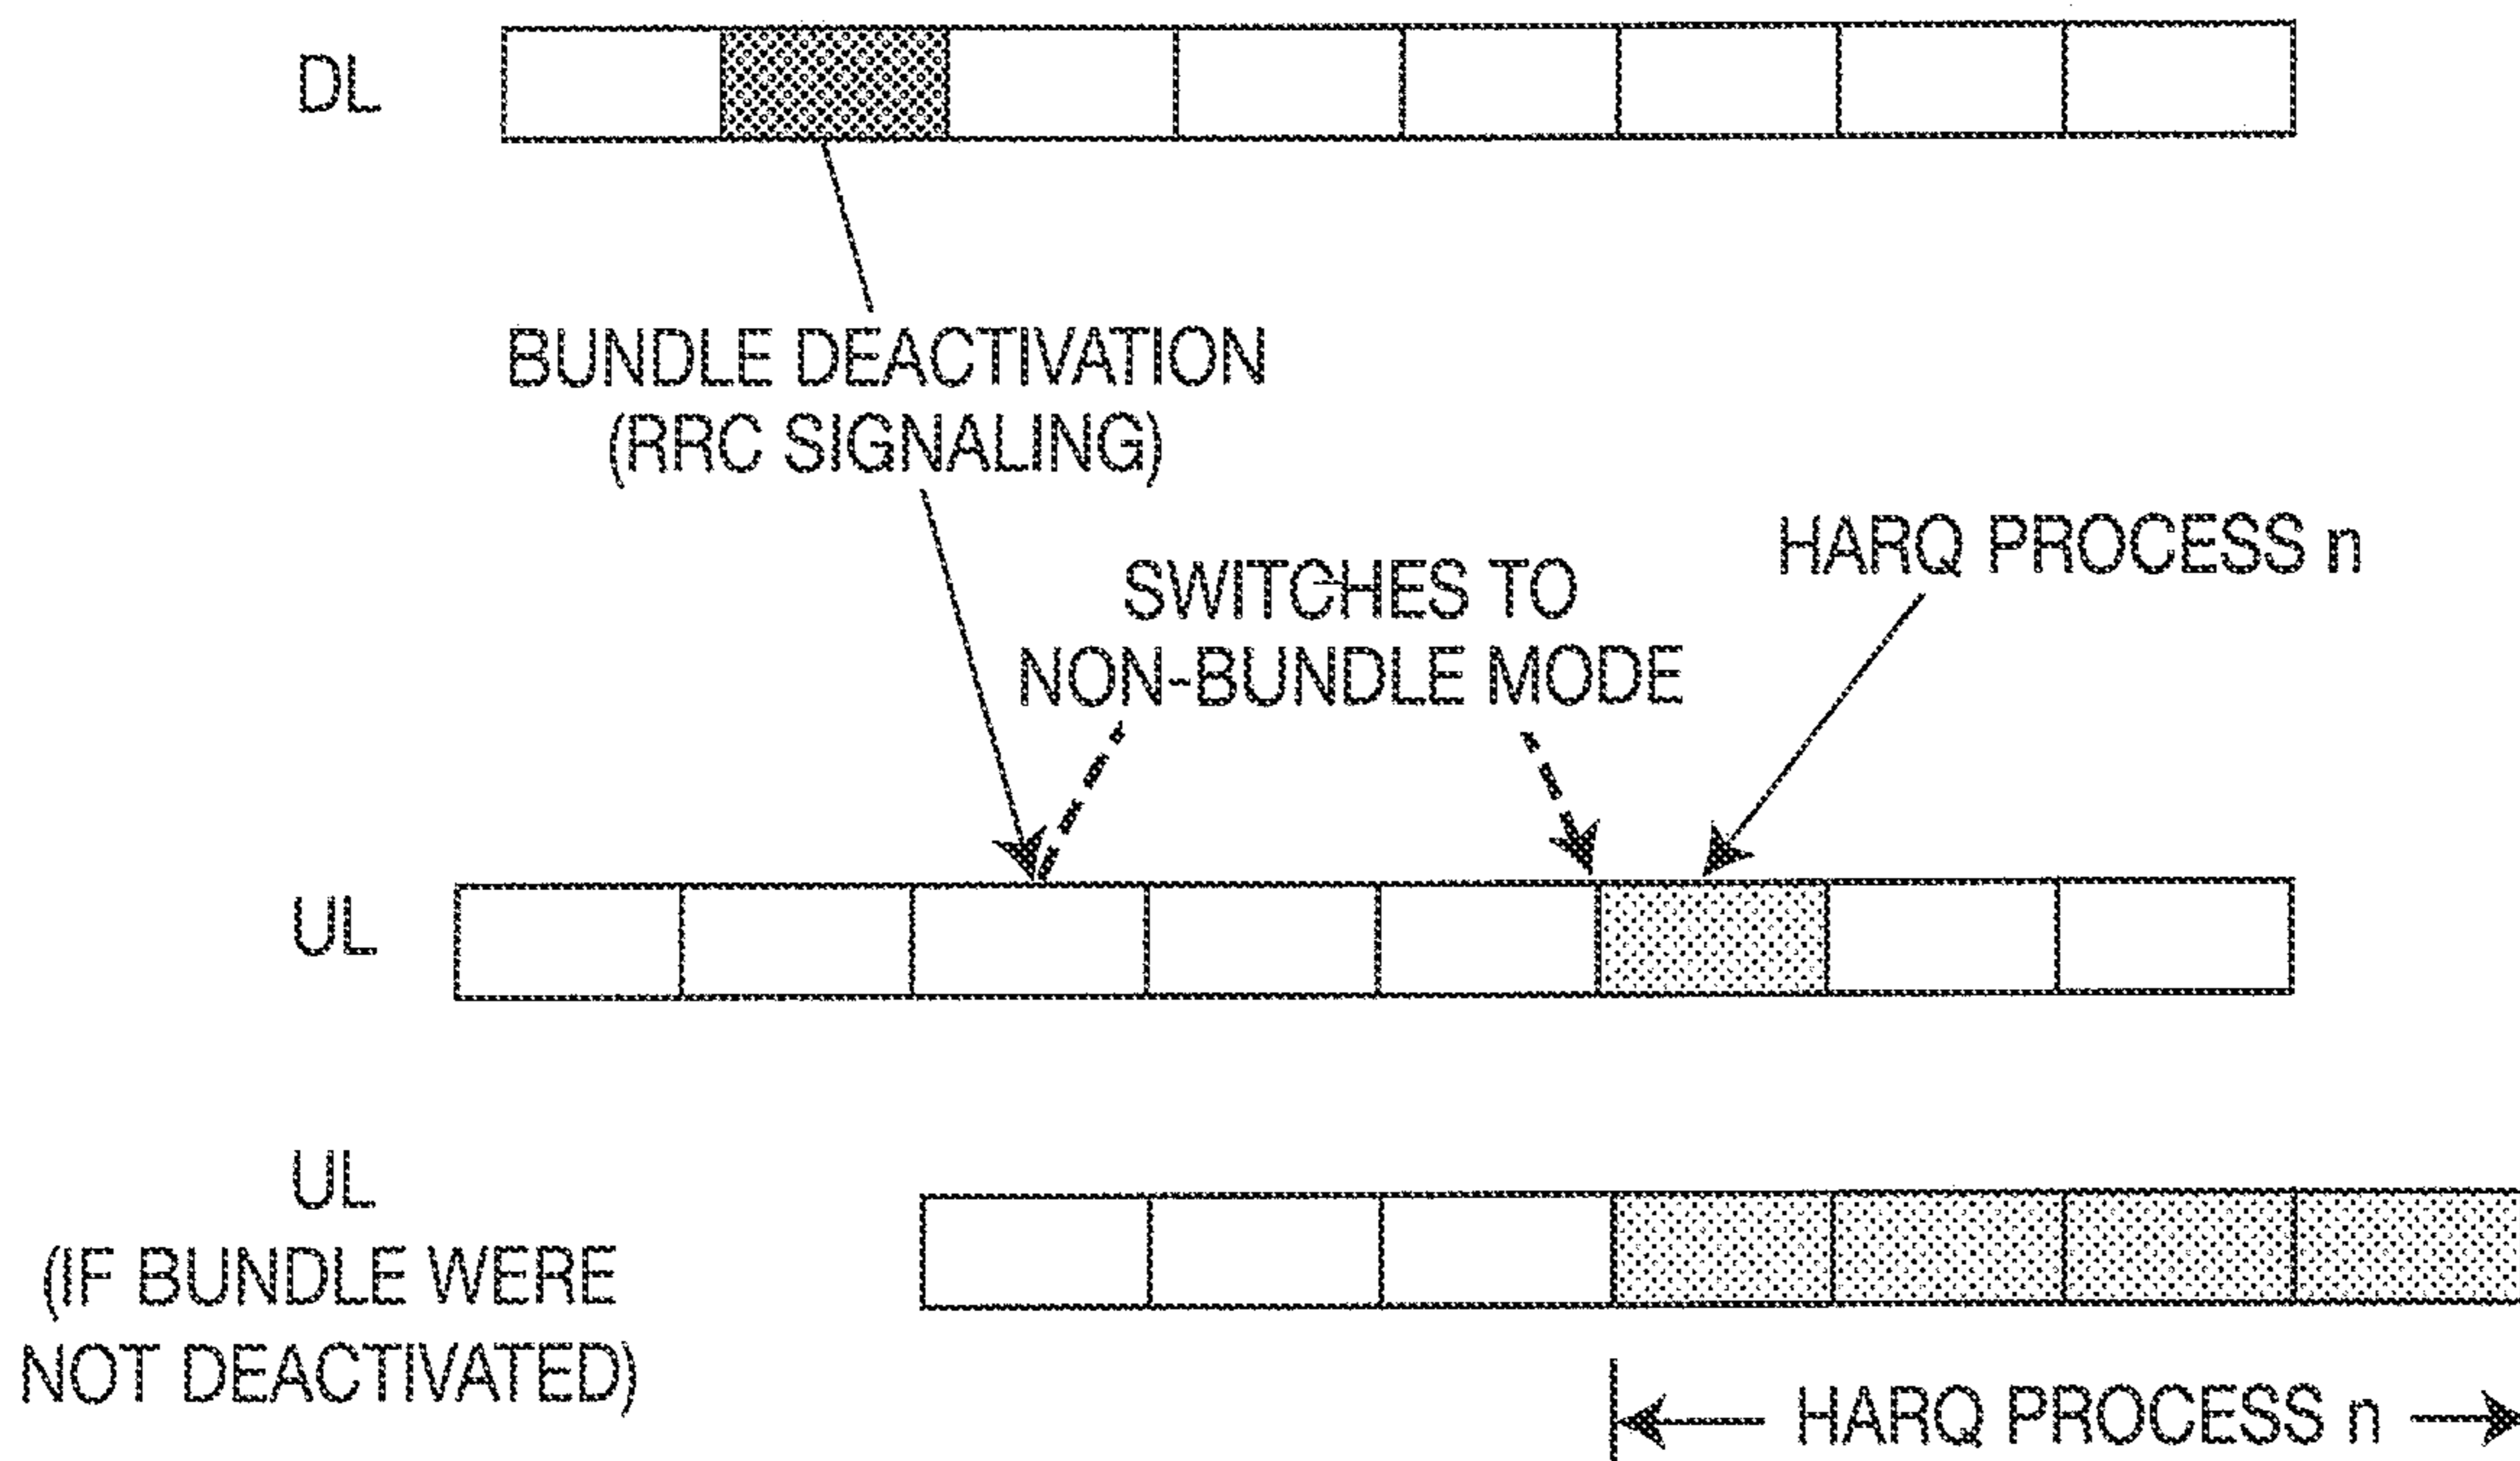 DL
BUNDLE DEACTIVATION
(RRC SIGNALING)
HARQ PROCESS n
SWITCHES TO
NON-BUNDLE MODE
UL
UL
(IF BUNDLE WERE
NOT DEACTIVATED)
HARQ PROCESS n